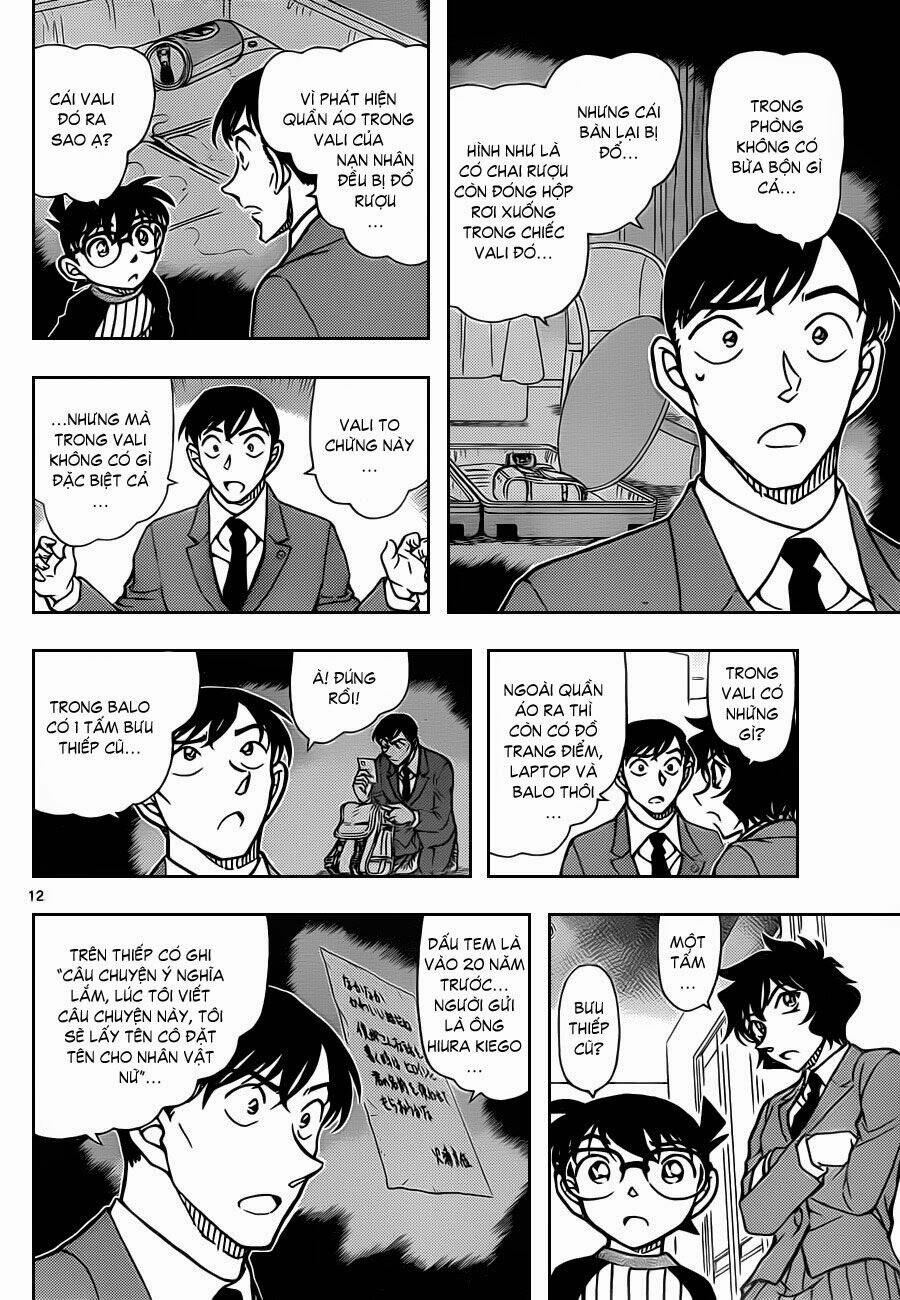 TRONG
PHÒNG
KHÔNG CÓ
BỪA BỘN GÌ
CẢ...
NHƯNG CÁI
BÀN LẠI BỊ
ĐỔ...
HÌNH NHƯ LÀ
CÓ CHAI RƯỢU
CÒN ĐÓNG HỘP
RƠI XUỐNG
TRONG CHIẾC
VALI ĐÓ...
VÌ PHÁT HIỆN
QUẦN ÁO TRONG
VALI CỦA
NẠN NHÂN
ĐỀU BỊ ĐỔ
RƯỢU
...
CÁI VALI
ĐÓ RA
SAO Ạ?
VALI TO
CHỪNG NÀY
...
...NHƯNG MÀ
TRONG VALI
KHÔNG CÓ GÌ
ĐẶC BIỆT CẢ
...
TRONG
VALI CÓ
NHỮNG
GÌ?
NGOÀI QUẦN
ÁO RA THÌ
CÒN CÓ ĐỒ
TRANG ĐIỂM,
LAPTOP VÀ
BALO THÔI
...
À! ĐÚNG
RỒI!
TRONG BALO
CÓ 1 TẤM BƯU
THIẾP CŨ...
12
MỘT
TẤM
...
BƯU
THIẾP
CŨ?
DẤU TEM LÀ
VÀO 20 NĂM
TRƯỚC...
NGƯỜI GỬI
LÀ ÔNG
HIURA KIEGO
...
TRÊN THIẾP CÓ GHI
"CÂU CHUYỆN Ý NGHĨA
LẮM, LÚC TÔI VIẾT
CÂU CHUYỆN NÀY, TÔI
SẼ LẤY TÊN CÔ ĐẶT
TÊN CHO NHÂN VẬT
NỮ"...